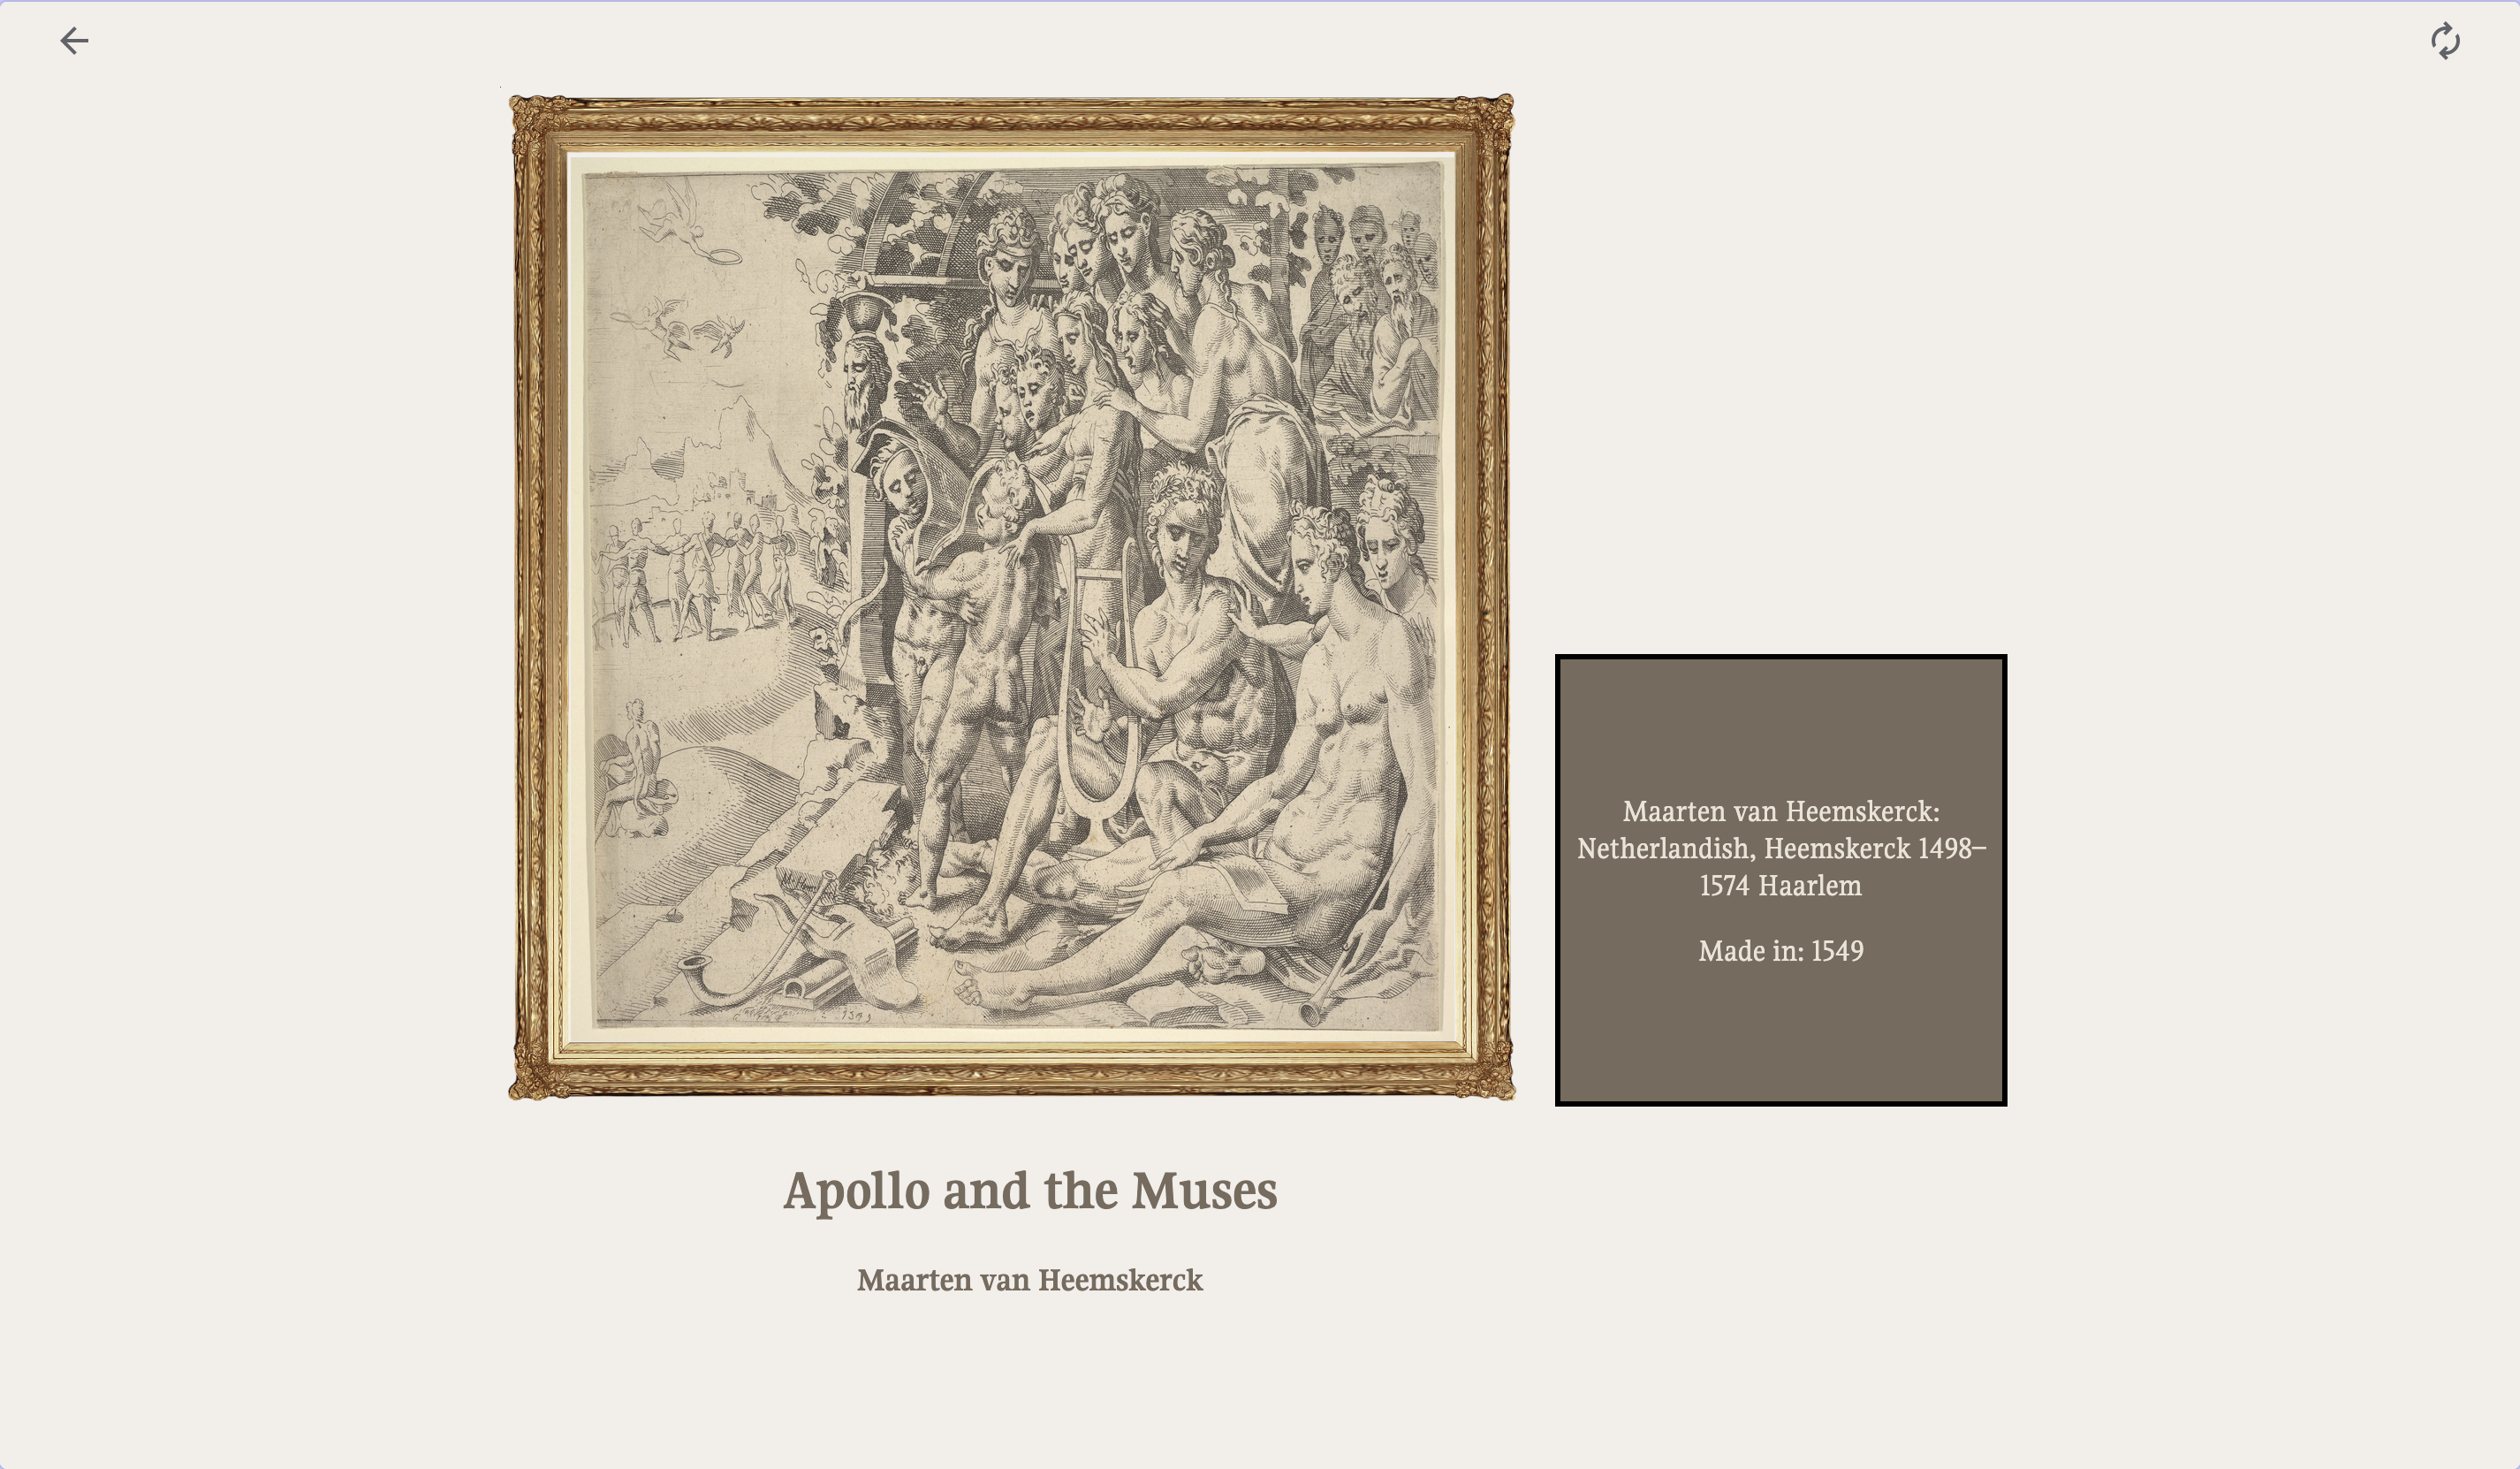 Maarten van Heemskerck:
Netherlandish, Heemskerck 1498–
1574 Haarlem
Made in: 1549
Apollo and the Muses
Maarten van Heemskerck